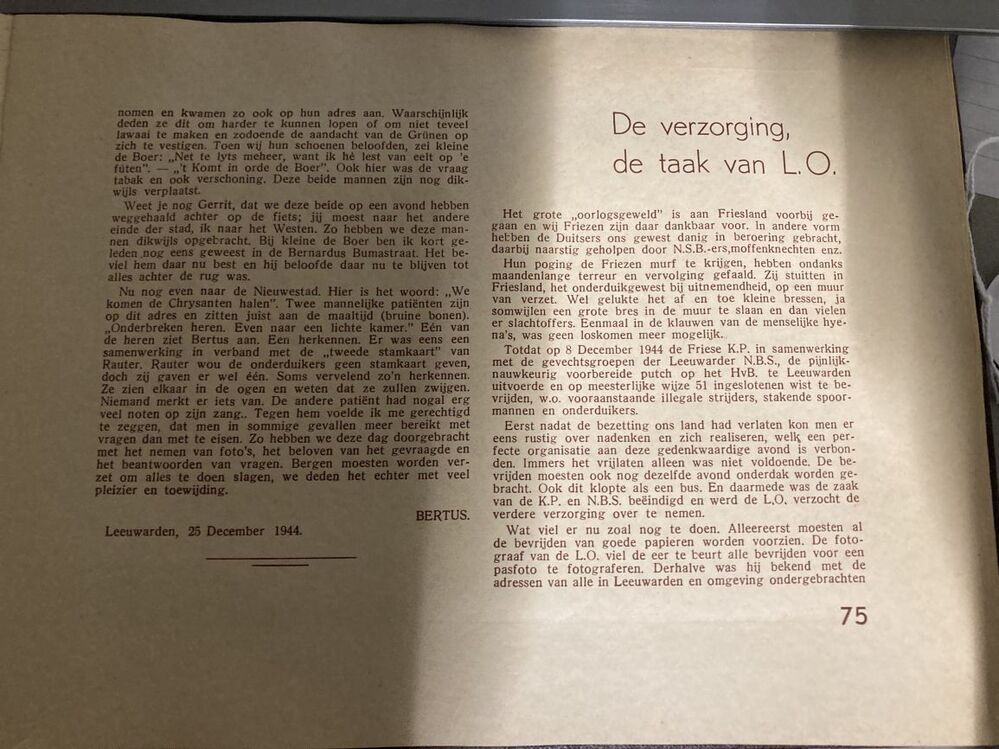 nomen en kwamen zo ook op hun adres aan. Waarschijnlijk
deden ze dit om harder te kunnen lopen of om niet teveel
lawaai te maken en zodoende de aandacht van de Grünen op
zich te vestigen. Toen wij hun schoenen beloofden, zei kleine
de Boer: „Net te lyts meheer, want ik hè lest van eelt op 'e
fúten”. — „'t Komt in orde de Boer”. Ook hier was de vraag
tabak en ook verschoning. Deze beide mannen zijn nog dik-
wijls verplaatst.
Weet je nog Gerrit, dat we deze beide op een avond hebben
weggehaald achter op de fiets; jij moest naar het andere
einde der stad, ik naar het Westen. Zo hebben we deze man-
nen dikwijls opgebracht. Bij kleine de Boer ben ik kort ge-
leden nog eens geweest in de Bernardus Bumastraat. Het be-
viel hem daar nu best en hij beloofde daar nu te blijven tot
alles achter de rug was.
Nu nog even naar de Nieuwestad. Hier is het woord: „We
komen de Chrysanten halen”. Twee mannelijke patiënten zijn
op dit adres en zitten juist aan de maaltijd (bruine bonen).
„Onderbreken heren. Even naar een lichte kamer.” Eén van
de heren ziet Bertus aan. Een herkennen. Er was eens een
samenwerking in verband met de „tweede stamkaart” van
Rauter. Rauter wou de onderduikers geen stamkaart geven,
doch zij gaven er wel één. Soms vervelend zo'n herkennen.
Ze zien elkaar in de ogen en weten dat ze zullen zwijgen.
Niemand merkt er iets van. De andere patiënt had nogal erg
veel noten op zijn zang.. Tegen hem voelde ik me gerechtigd
te zeggen, dat men in sommige gevallen meer bereikt met
vragen dan met te eisen. Zo hebben we deze dag doorgebracht
met het nemen van foto's, het beloven van het gevraagde en
het beantwoorden van vragen. Bergen moesten worden ver-
zet om alles te doen slagen, we deden het echter met veel
pleizier en toewijding.
BERTUS.
Leeuwarden, 25 December 1944.
De verzorging,
de taak van L.O.
Het grote „oorlogsgeweld” is aan Friesland voorbij ge-
gaan en wij Friezen zijn daar dankbaar voor. In andere vorm
hebben de Duitsers ons gewest danig in beroering gebracht,
daarbij naarstig geholpen door N.S.B.-ers,moffenknechten enz.
Hun poging de Friezen murf te krijgen, hebben ondanks
maandenlange terreur en vervolging gefaald. Zij stuitten in
Friesland, het onderduikgewest bij uitnemendheid, op een muur
van verzet. Wel gelukte het af en toe kleine bressen, ja
somwijlen een grote bres in de muur te slaan en dan vielen
er slachtoffers. Eenmaal in de klauwen van de menselijke hye-
na's, was geen loskomen meer mogelijk.
Totdat op 8 December 1944 de Friese K.P. in samenwerking
met de gevechtsgroepen der Leeuwarder N.B.S., de pijnlijk-
nauwkeurig voorbereide putch op het HvB. te Leeuwarden
uitvoerde en op meesterlijke wijze 51 ingeslotenen wist te be-
vrijden, w.o. vooraanstaande illegale strijders, stakende spoor-
mannen en onderduikers.
Eerst nadat de bezetting ons land had verlaten kon men er
eens rustig over nadenken en zich realiseren, welk een per-
fecte organisatie aan deze gedenkwaardige avond is verbon-
den. Immers het vrijlaten alleen was niet voldoende. De be-
vrijden moesten ook nog dezelfde avond onderdak worden ge-
bracht. Ook dit klopte als een bus. En daarmede was de zaak
van de K.P. en N.B.S. beëindigd en werd de L.O. verzocht de
verdere verzorging over te nemen.
Wat viel er nu zoal nog te doen. Alleereerst moesten al
de bevrijden van goede papieren worden voorzien. De foto-
graaf van de L.O. viel de eer te beurt alle bevrijden voor een
pasfoto te fotograferen. Derhalve was hij bekend met de
adressen van alle in Leeuwarden en omgeving ondergebrachten
75